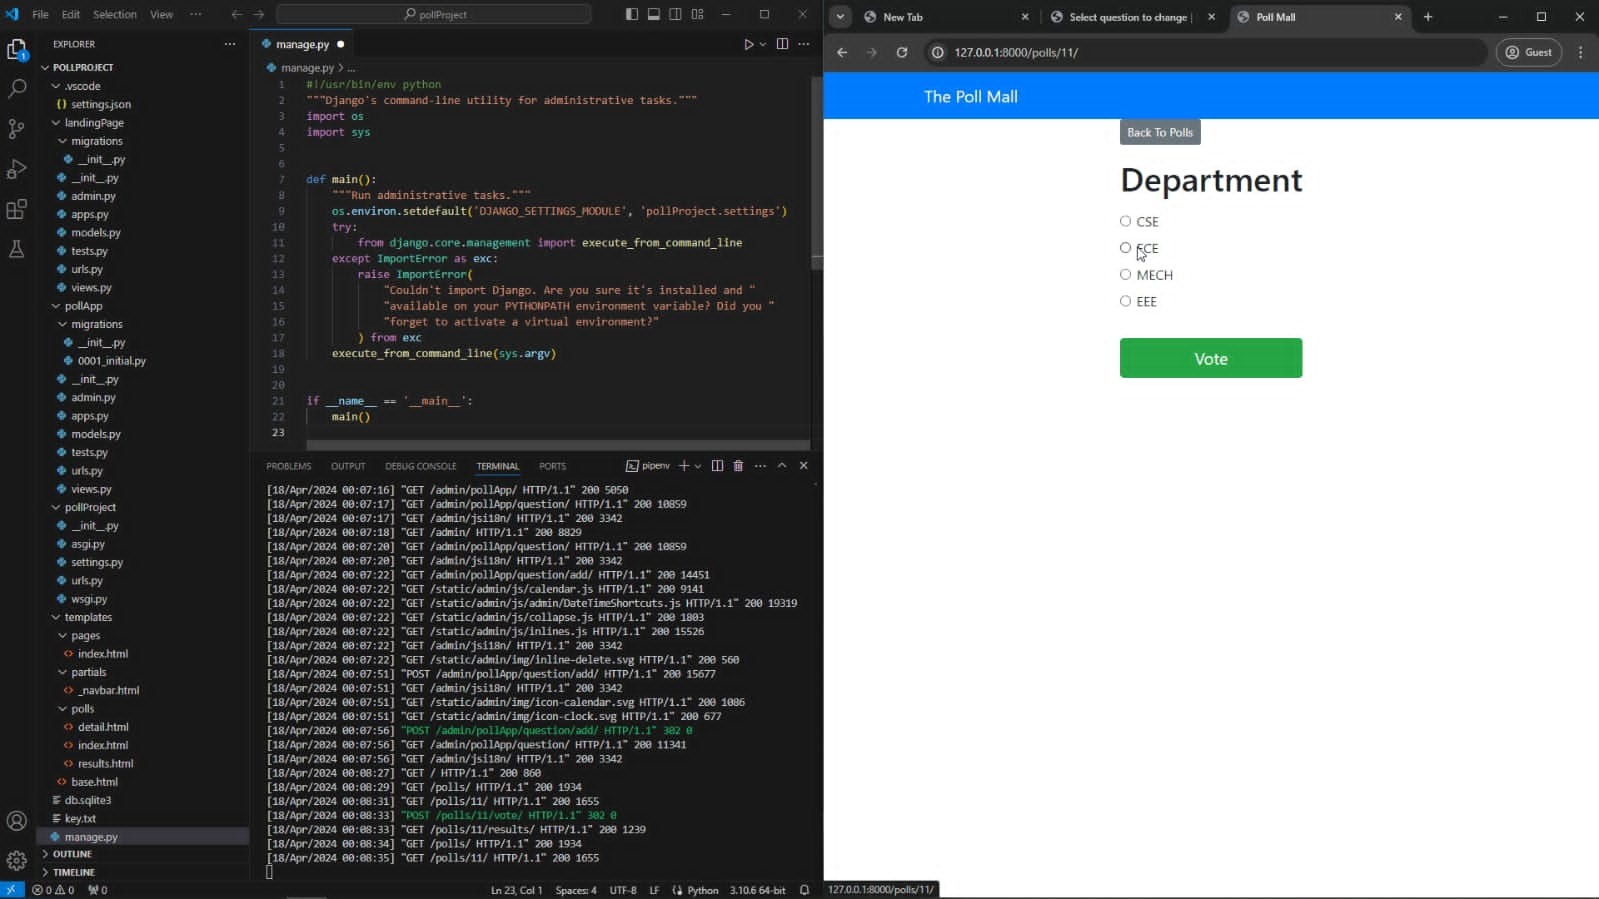 File Edit Selection View ··· pollProject
EXPLORER
POLLPROJECT
.vscode
settings.json
landingPage
migrations
__init__.py
__init__.py
admin.py
apps.py
models.py
tests.py
urls.py
views.py
pollApp
migrations
__init__.py
0001_initial.py
__init__.py
admin.py
apps.py
models.py
tests.py
urls.py
views.py
pollProject
__init__.py
asgi.py
settings.py
urls.py
wsgi.py
templates
pages
index.html
partials
_navbar.html
polls
detail.html
index.html
results.html
base.html
db.sqlite3
key.txt
manage.py
OUTLINE
TIMELINE
1
manage.py
manage.py > ...
1 #!/usr/bin/env python
2 """Django's command-line utility for administrative tasks."""
3 import os
4 import sys
5
6
7 def main():
8 """Run administrative tasks."""
9 os.environ.setdefault('DJANGO_SETTINGS_MODULE', 'pollProject.settings')
10 try:
11 from django.core.management import execute_from_command_line
12 except ImportError as exc:
13 raise ImportError(
14 "Couldn't import Django. Are you sure it's installed and "
15 "available on your PYTHONPATH environment variable? Did you "
16 "forget to activate a virtual environment?"
17 ) from exc
18 execute_from_command_line(sys.argv)
19
20
21 if __name__ == '__main__':
22 main()
23
PROBLEMS OUTPUT DEBUG CONSOLE TERMINAL PORTS pipenv
[18/Apr/2024 00:07:16] "GET /admin/pollApp/ HTTP/1.1" 200 5050
[18/Apr/2024 00:07:17] "GET /admin/pollApp/question/ HTTP/1.1" 200 10859
[18/Apr/2024 00:07:17] "GET /admin/jsi18n/ HTTP/1.1" 200 3342
[18/Apr/2024 00:07:18] "GET /admin/ HTTP/1.1" 200 8829
[18/Apr/2024 00:07:20] "GET /admin/pollApp/question/ HTTP/1.1" 200 10859
[18/Apr/2024 00:07:20] "GET /admin/jsi18n/ HTTP/1.1" 200 3342
[18/Apr/2024 00:07:22] "GET /admin/pollApp/question/add/ HTTP/1.1" 200 14451
[18/Apr/2024 00:07:22] "GET /static/admin/js/calendar.js HTTP/1.1" 200 9141
[18/Apr/2024 00:07:22] "GET /static/admin/js/admin/DateTimeShortcuts.js HTTP/1.1" 200 19319
[18/Apr/2024 00:07:22] "GET /static/admin/js/collapse.js HTTP/1.1" 200 1803
[18/Apr/2024 00:07:22] "GET /static/admin/js/inlines.js HTTP/1.1" 200 15526
[18/Apr/2024 00:07:22] "GET /admin/jsi18n/ HTTP/1.1" 200 3342
[18/Apr/2024 00:07:22] "GET /static/admin/img/inline-delete.svg HTTP/1.1" 200 560
[18/Apr/2024 00:07:51] "POST /admin/pollApp/question/add/ HTTP/1.1" 200 15677
[18/Apr/2024 00:07:51] "GET /admin/jsi18n/ HTTP/1.1" 200 3342
[18/Apr/2024 00:07:51] "GET /static/admin/img/icon-calendar.svg HTTP/1.1" 200 1086
[18/Apr/2024 00:07:51] "GET /static/admin/img/icon-clock.svg HTTP/1.1" 200 677
[18/Apr/2024 00:07:56] "POST /admin/pollApp/question/add/ HTTP/1.1" 302 0
[18/Apr/2024 00:07:56] "GET /admin/pollApp/question/ HTTP/1.1" 200 11341
[18/Apr/2024 00:07:56] "GET /admin/jsi18n/ HTTP/1.1" 200 3342
[18/Apr/2024 00:08:27] "GET / HTTP/1.1" 200 860
[18/Apr/2024 00:08:29] "GET /polls/ HTTP/1.1" 200 1934
[18/Apr/2024 00:08:31] "GET /polls/11/ HTTP/1.1" 200 1655
[18/Apr/2024 00:08:33] "POST /polls/11/vote/ HTTP/1.1" 302 0
[18/Apr/2024 00:08:33] "GET /polls/11/results/ HTTP/1.1" 200 1239
[18/Apr/2024 00:08:34] "GET /polls/ HTTP/1.1" 200 1934
[18/Apr/2024 00:08:35] "GET /polls/11/ HTTP/1.1" 200 1655
0 0 0 Ln 23, Col 1 Spaces: 4 UTF-8 LF Python 3.10.6 64-bit
New Tab Select question to change | Poll Mall
127.0.0.1:8000/polls/11/ Guest
The Poll Mall
Back To Polls
Department
CSE
ECE
MECH
EEE
Vote
127.0.0.1:8000/polls/11/